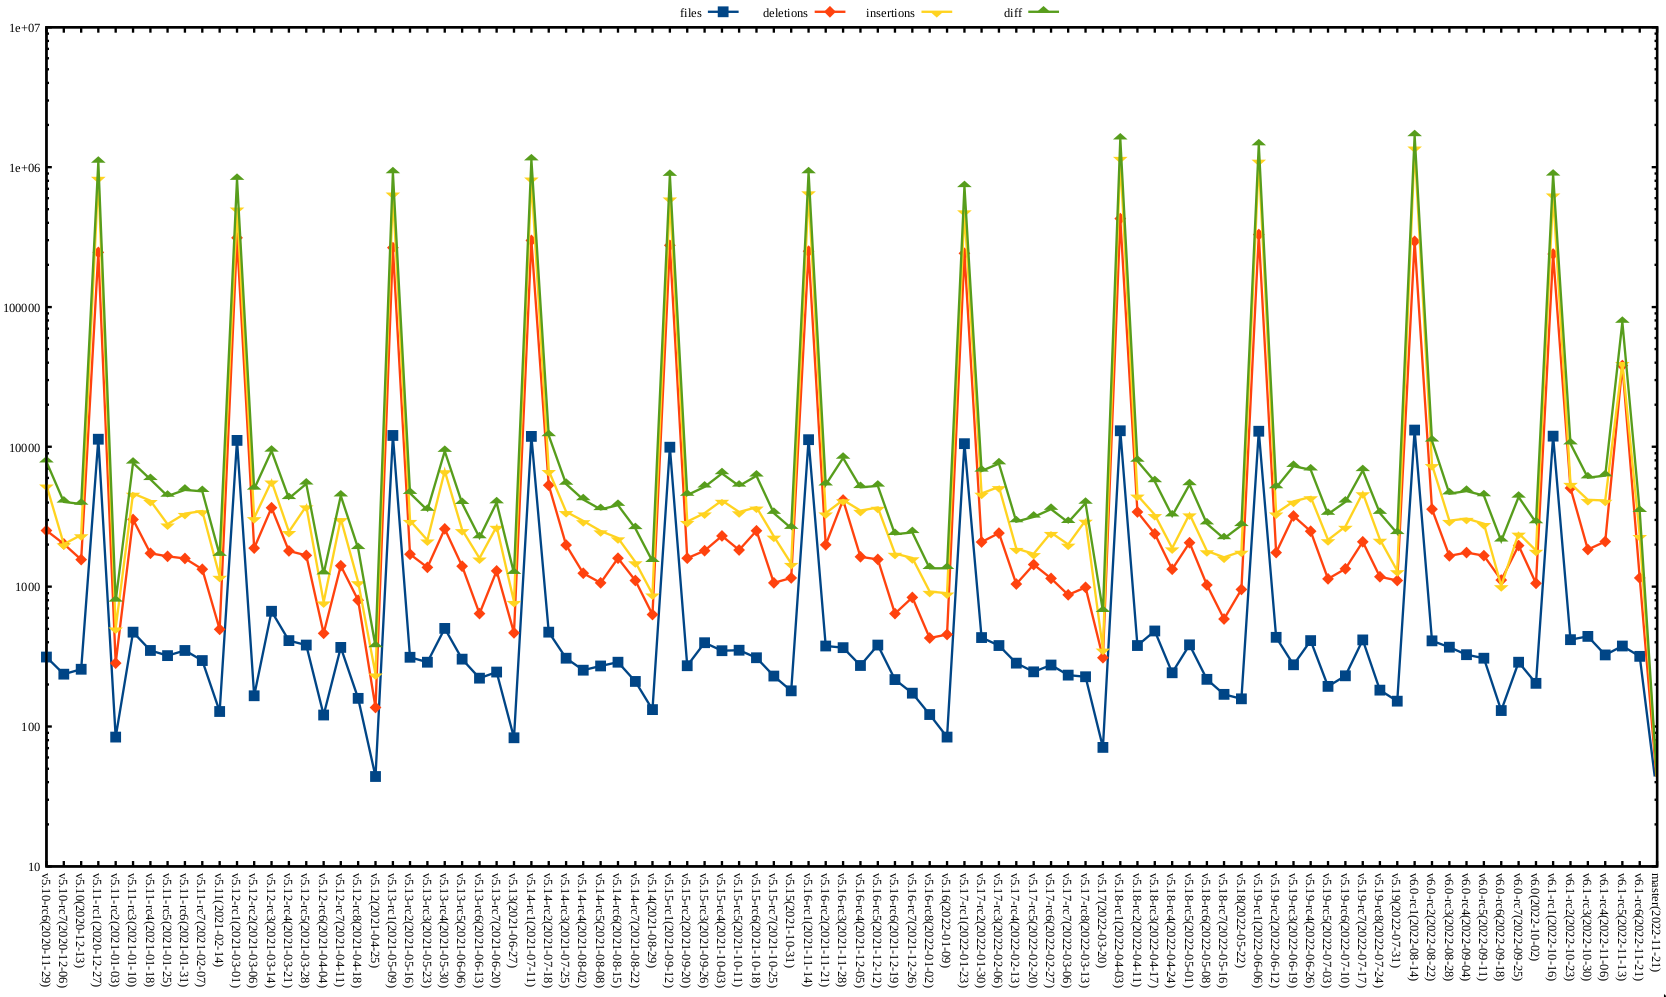 files deletions insertions diff
1e+07
1e+06
100000
10000
1000
100
10
v5.10-rc6(2020-11-29)
v5.10-rc7(2020-12-06)
v5.10(2020-12-13)
v5.11-rc1(2020-12-27)
v5.11-rc2(2021-01-03)
v5.11-rc3(2021-01-10)
v5.11-rc4(2021-01-18)
v5.11-rc5(2021-01-25)
v5.11-rc6(2021-01-31)
v5.11-rc7(2021-02-07)
v5.11(2021-02-14)
v5.12-rc1(2021-03-01)
v5.12-rc2(2021-03-06)
v5.12-rc3(2021-03-14)
v5.12-rc4(2021-03-21)
v5.12-rc5(2021-03-28)
v5.12-rc6(2021-04-04)
v5.12-rc7(2021-04-11)
v5.12-rc8(2021-04-18)
v5.12(2021-04-25)
v5.13-rc1(2021-05-09)
v5.13-rc2(2021-05-16)
v5.13-rc3(2021-05-23)
v5.13-rc4(2021-05-30)
v5.13-rc5(2021-06-06)
v5.13-rc6(2021-06-13)
v5.13-rc7(2021-06-20)
v5.13(2021-06-27)
v5.14-rc1(2021-07-11)
v5.14-rc2(2021-07-18)
v5.14-rc3(2021-07-25)
v5.14-rc4(2021-08-02)
v5.14-rc5(2021-08-08)
v5.14-rc6(2021-08-15)
v5.14-rc7(2021-08-22)
v5.14(2021-08-29)
v5.15-rc1(2021-09-12)
v5.15-rc2(2021-09-20)
v5.15-rc3(2021-09-26)
v5.15-rc4(2021-10-03)
v5.15-rc5(2021-10-11)
v5.15-rc6(2021-10-18)
v5.15-rc7(2021-10-25)
v5.15(2021-10-31)
v5.16-rc1(2021-11-14)
v5.16-rc2(2021-11-21)
v5.16-rc3(2021-11-28)
v5.16-rc4(2021-12-05)
v5.16-rc5(2021-12-12)
v5.16-rc6(2021-12-19)
v5.16-rc7(2021-12-26)
v5.16-rc8(2022-01-02)
v5.16(2022-01-09)
v5.17-rc1(2022-01-23)
v5.17-rc2(2022-01-30)
v5.17-rc3(2022-02-06)
v5.17-rc4(2022-02-13)
v5.17-rc5(2022-02-20)
v5.17-rc6(2022-02-27)
v5.17-rc7(2022-03-06)
v5.17-rc8(2022-03-13)
v5.17(2022-03-20)
v5.18-rc1(2022-04-03)
v5.18-rc2(2022-04-11)
v5.18-rc3(2022-04-17)
v5.18-rc4(2022-04-24)
v5.18-rc5(2022-05-01)
v5.18-rc6(2022-05-08)
v5.18-rc7(2022-05-16)
v5.18(2022-05-22)
v5.19-rc1(2022-06-06)
v5.19-rc2(2022-06-12)
v5.19-rc3(2022-06-19)
v5.19-rc4(2022-06-26)
v5.19-rc5(2022-07-03)
v5.19-rc6(2022-07-10)
v5.19-rc7(2022-07-17)
v5.19-rc8(2022-07-24)
v5.19(2022-07-31)
v6.0-rc1(2022-08-14)
v6.0-rc2(2022-08-22)
v6.0-rc3(2022-08-28)
v6.0-rc4(2022-09-04)
v6.0-rc5(2022-09-11)
v6.0-rc6(2022-09-18)
v6.0-rc7(2022-09-25)
v6.0(2022-10-02)
v6.1-rc1(2022-10-16)
v6.1-rc2(2022-10-23)
v6.1-rc3(2022-10-30)
v6.1-rc4(2022-11-06)
v6.1-rc5(2022-11-13)
v6.1-rc6(2022-11-21)
master(2022-11-21)